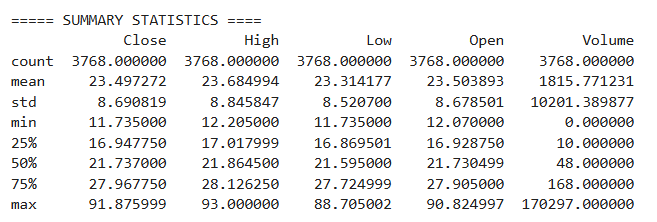 ===== SUMMARY STATISTICS ====
Close High Low Open Volume
count 3768.000000 3768.000000 3768.000000 3768.000000 3768.000000
mean 23.497272 23.684994 23.314177 23.503893 1815.771231
std 8.690819 8.845847 8.520700 8.678501 10201.389877
min 11.735000 12.205000 11.735000 12.070000 0.000000
25% 16.947750 17.017999 16.869501 16.928750 10.000000
50% 21.737000 21.864500 21.595000 21.730499 48.000000
75% 27.967750 28.126250 27.724999 27.905000 168.000000
max 91.875999 93.000000 88.705002 90.824997 170297.000000